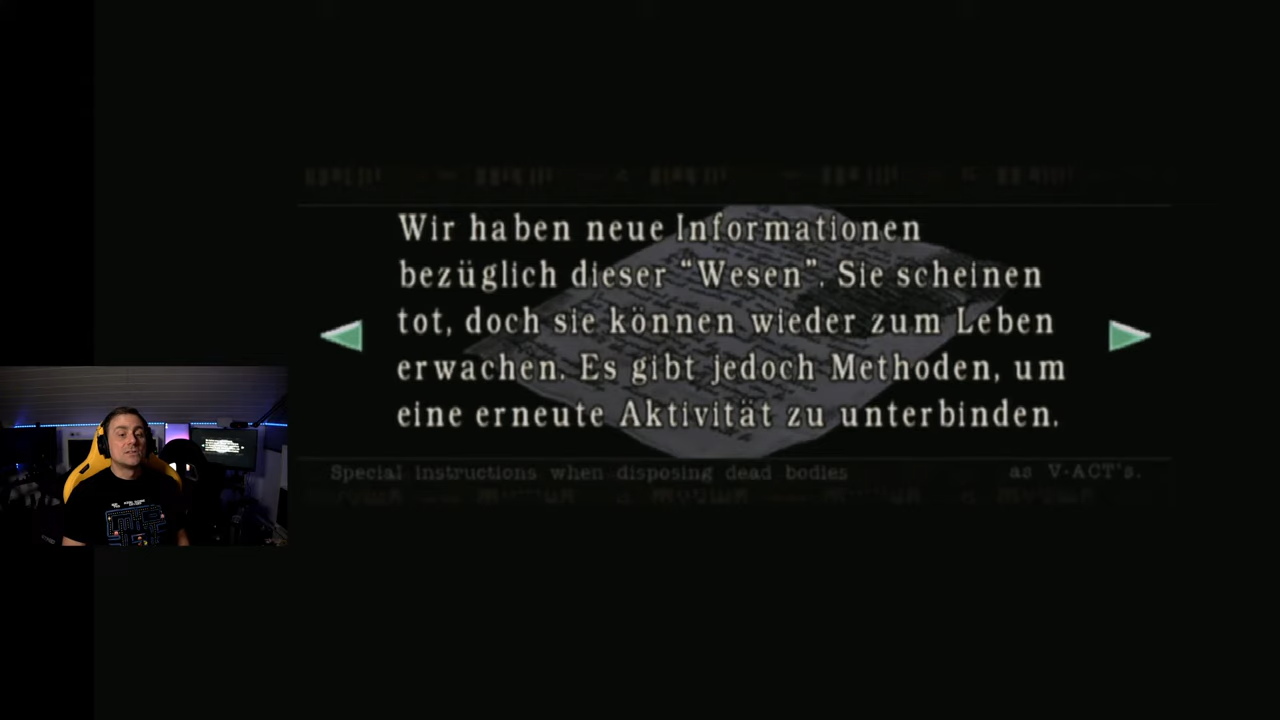 Wir haben neue Informationen
bezüglich dieser “Wesen”. Sie scheinen
tot, doch sie können wieder zum Leben
erwachen. Es gibt jedoch Methoden, um
eine erneute Aktivität zu unterbinden.
Special instructions when disposing dead bodies as V-ACT's.